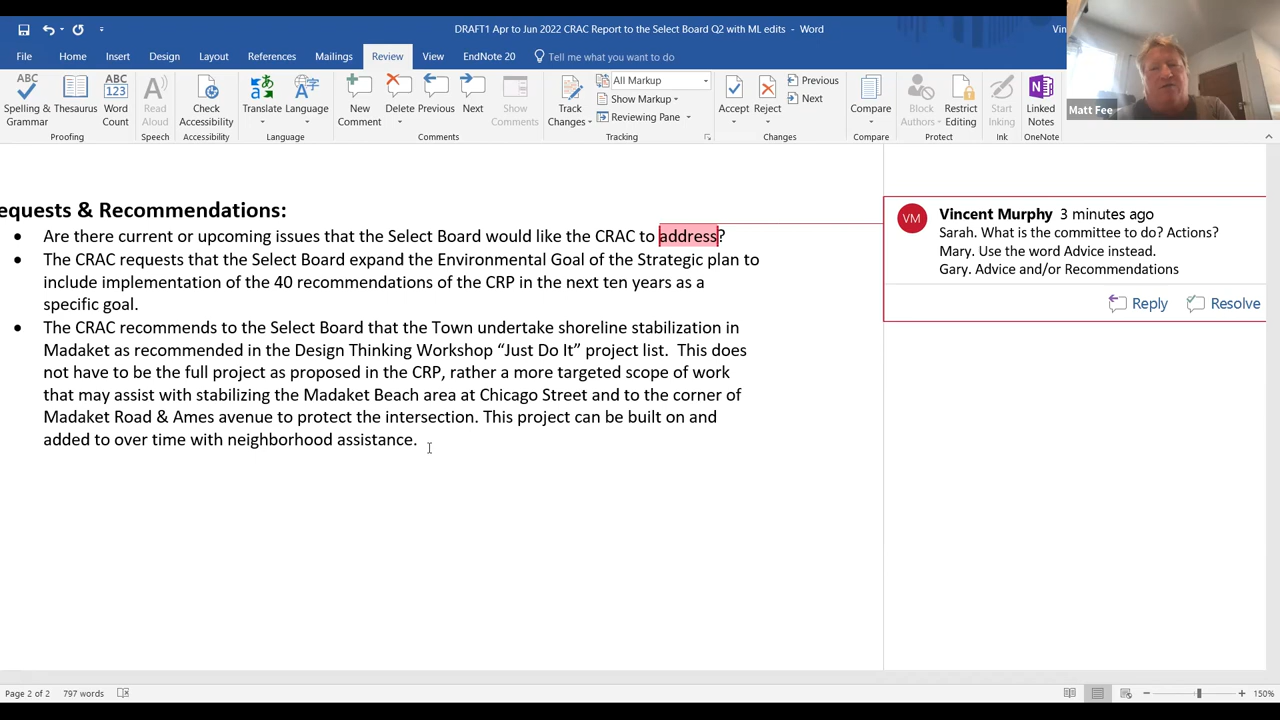 DRAFT1 Apr to Jun 2022 CRAC Report to the Select Board Q2 with ML edits - Word
Vin
File Home Insert Design Layout References Mailings Review View EndNote 20 Tell me what you want to do
Spelling & Grammar
Thesaurus
Word Count
Read Aloud
Check Accessibility
Translate
Language
New Comment
Delete
Previous
Next
Show Comments
Track Changes
All Markup
Show Markup
Reviewing Pane
Accept
Reject
Previous
Next
Compare
Block Authors
Restrict Editing
Start Inking
Linked Notes
Proofing Speech Accessibility Language Comments Tracking Changes Compare Protect Ink OneNote
Matt Fee
equests & Recommendations:
• Are there current or upcoming issues that the Select Board would like the CRAC to address?
• The CRAC requests that the Select Board expand the Environmental Goal of the Strategic plan to
include implementation of the 40 recommendations of the CRP in the next ten years as a
specific goal.
• The CRAC recommends to the Select Board that the Town undertake shoreline stabilization in
Madaket as recommended in the Design Thinking Workshop “Just Do It” project list. This does
not have to be the full project as proposed in the CRP, rather a more targeted scope of work
that may assist with stabilizing the Madaket Beach area at Chicago Street and to the corner of
Madaket Road & Ames avenue to protect the intersection. This project can be built on and
added to over time with neighborhood assistance.
VM
Vincent Murphy 3 minutes ago
Sarah. What is the committee to do? Actions?
Mary. Use the word Advice instead.
Gary. Advice and/or Recommendations
Reply Resolve
Page 2 of 2 797 words
150%